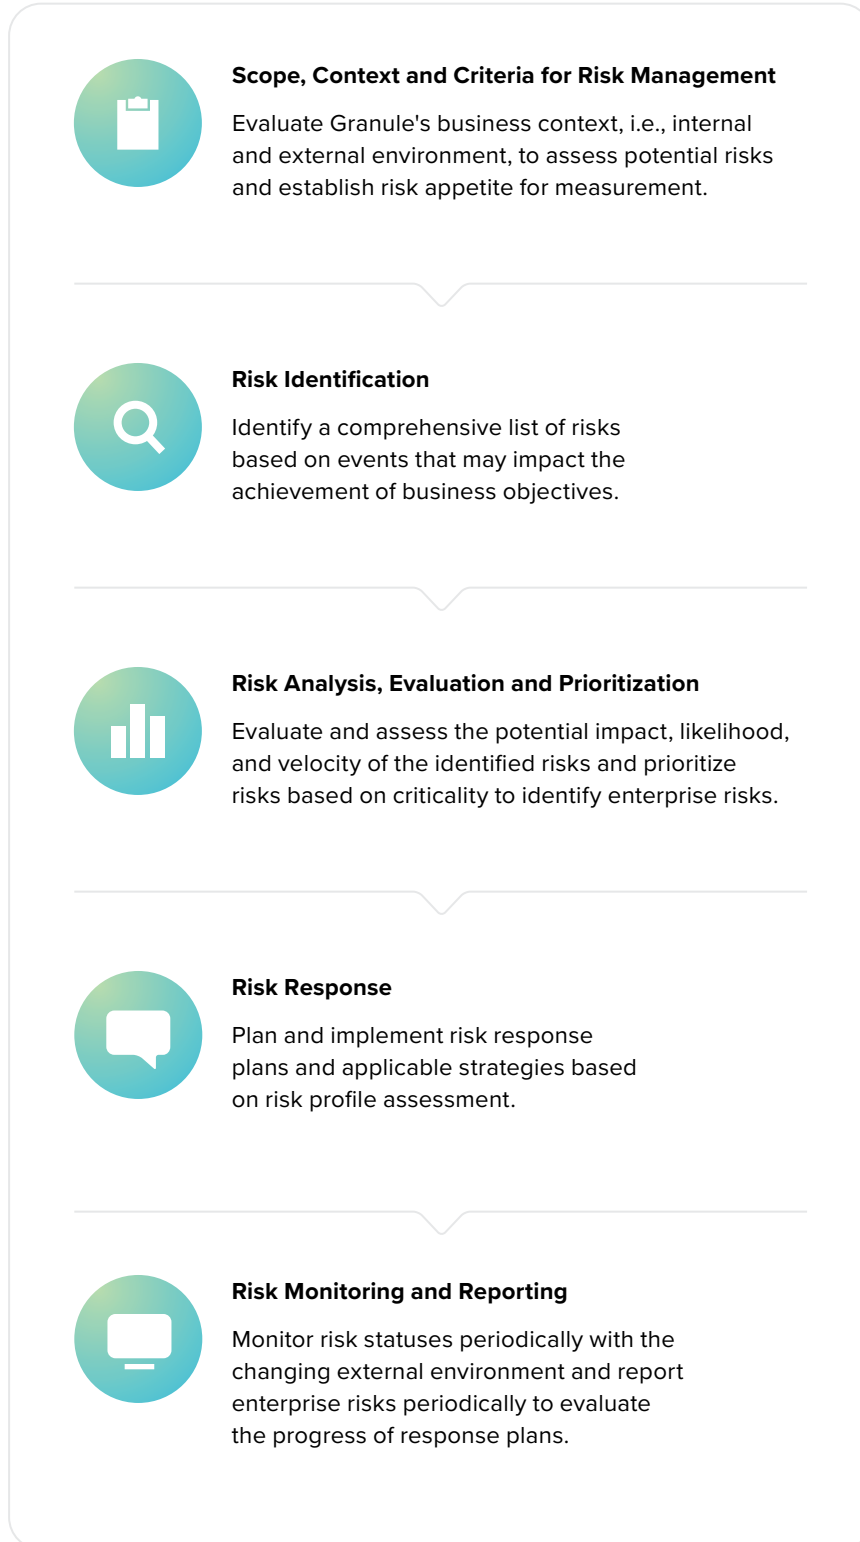 Scope, Context and Criteria for Risk Management
Evaluate Granule's business context, i.e., internal
and external environment, to assess potential risks
and establish risk appetite for measurement.
Risk Identification
Identify a comprehensive list of risks
based on events that may impact the
achievement of business objectives.
Risk Analysis, Evaluation and Prioritization
Evaluate and assess the potential impact, likelihood,
and velocity of the identified risks and prioritize
risks based on criticality to identify enterprise risks.
Risk Response
Plan and implement risk response
plans and applicable strategies based
on risk profile assessment.
Risk Monitoring and Reporting
Monitor risk statuses periodically with the
changing external environment and report
enterprise risks periodically to evaluate
the progress of response plans.